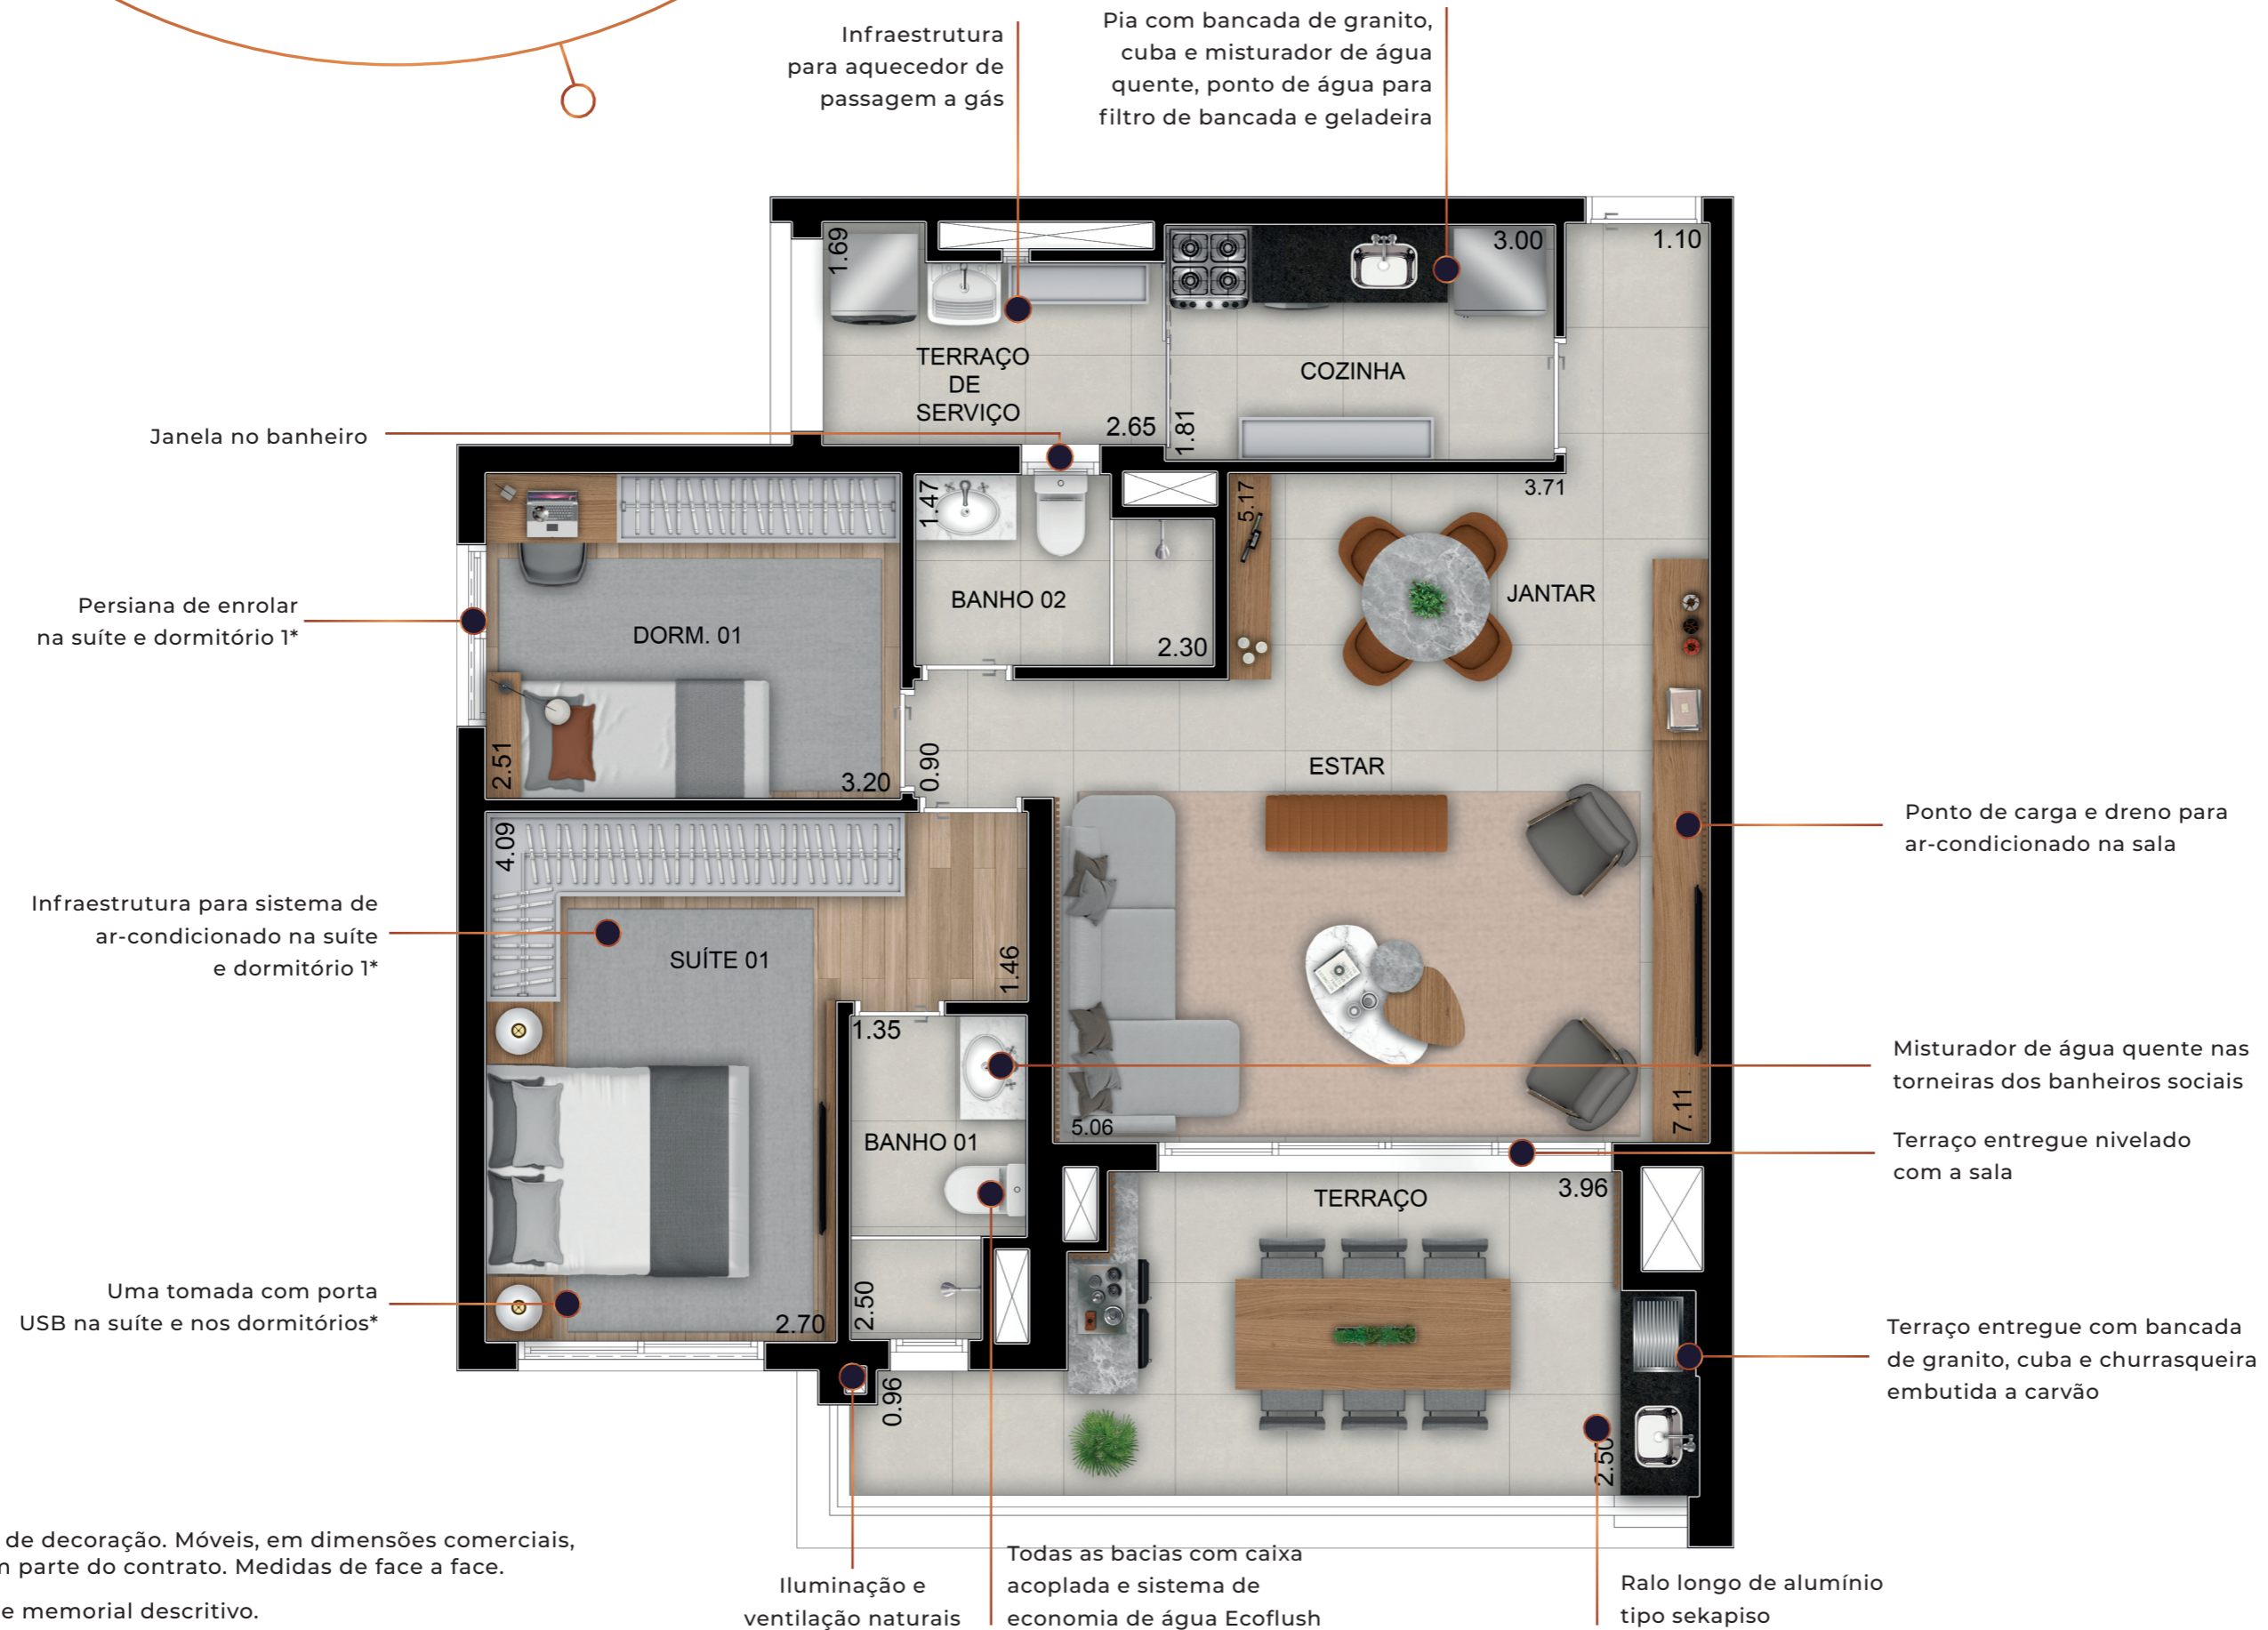 Infraestrutura
para aquecedor de
passagem a gás
Pia com bancada de granito,
cuba e misturador de água
quente, ponto de água para
filtro de bancada e geladeira
1.69
3.00
1.10
TERRAÇO
DE
SERVIÇO
2.65
COZINHA
1.81
Janela no banheiro
3.71
1.47
5.17
Persiana de enrolar
na suíte e dormitório 1*
DORM. 01
BANHO 02
2.30
JANTAR
2.51
3.20
0.90
ESTAR
Ponto de carga e dreno para
ar-condicionado na sala
4.09
Infraestrutura para sistema de
ar-condicionado na suíte
e dormitório 1*
SUÍTE 01
1.46
1.35
Misturador de água quente nas
torneiras dos banheiros sociais
BANHO 01
5.06
7.11
Terraço entregue nivelado
com a sala
TERRAÇO
3.96
Uma tomada com porta
USB na suíte e nos dormitórios*
2.70
2.50
Terraço entregue com bancada
de granito, cuba e churrasqueira
embutida a carvão
0.96
2.50
de decoração. Móveis, em dimensões comerciais,
parte do contrato. Medidas de face a face.
e memorial descritivo.
Iluminação e
ventilação naturais
Todas as bacias com caixa
acoplada e sistema de
economia de água Ecoflush
Ralo longo de alumínio
tipo sekapiso